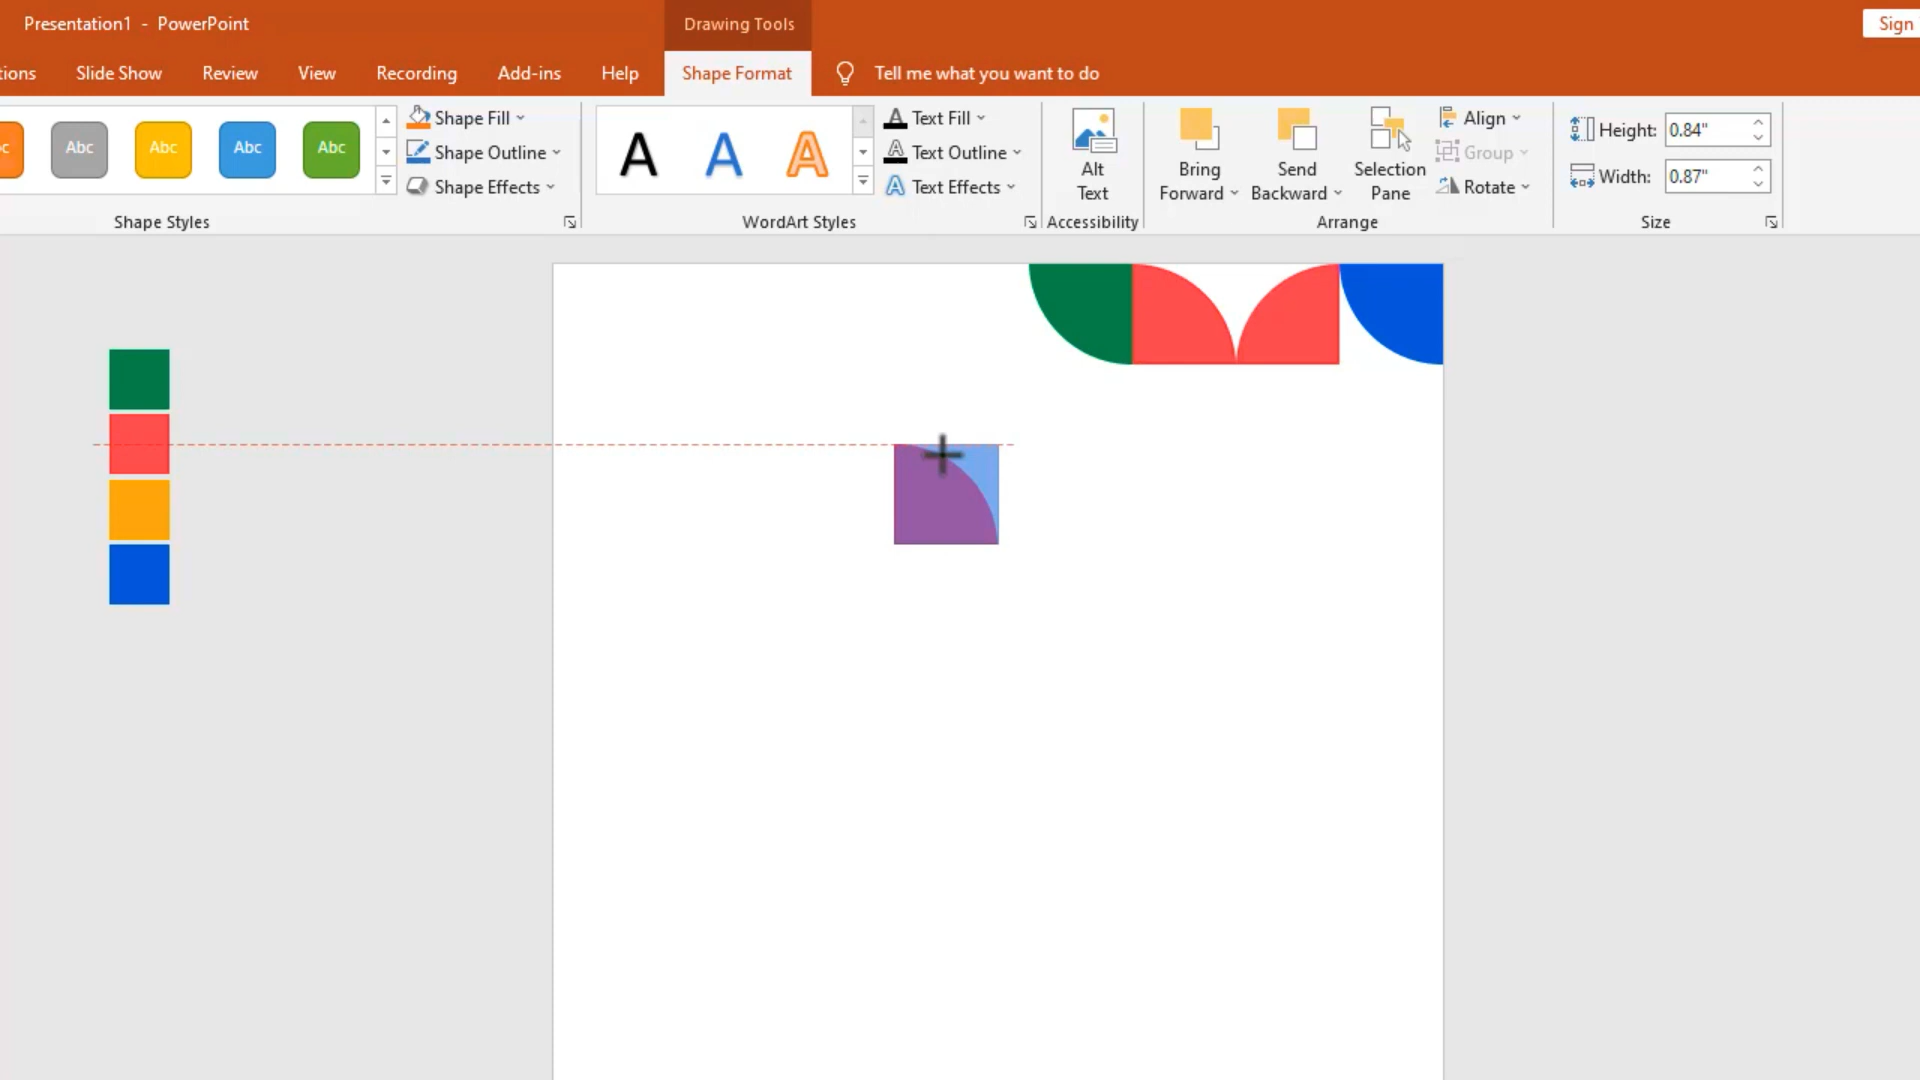 Presentation1 - PowerPoint
Drawing Tools
Sign
tions
Slide Show
Review
View
Recording
Add-ins
Help
Shape Format
Tell me what you want to do
c
Abc
Abc
Abc
Abc
Shape Fill
Shape Outline
Shape Effects
Shape Styles
A
A
A
Text Fill
Text Outline
Text Effects
WordArt Styles
Alt
Text
Accessibility
Bring
Forward
Send
Backward
Selection
Pane
Align
Group
Rotate
Arrange
Height: 0.84"
Width: 0.87"
Size